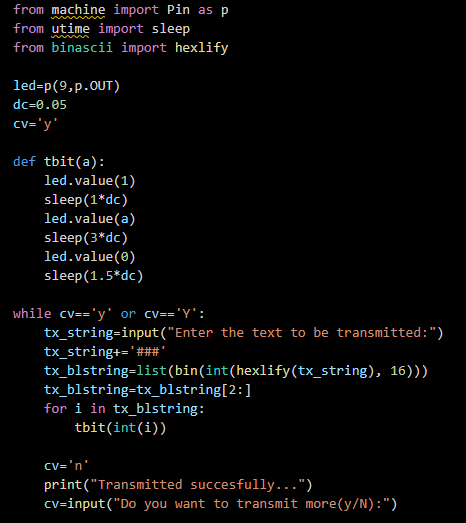 from machine import Pin as p
from utime import sleep
from binascii import hexlify

led=p(9,p.OUT)
dc=0.05
cv='y'

def tbit(a):
    led.value(1)
    sleep(1*dc)
    led.value(a)
    sleep(3*dc)
    led.value(0)
    sleep(1.5*dc)

while cv=='y' or cv=='Y':
    tx_string=input("Enter the text to be transmitted:")
    tx_string+='###'
    tx_blstring=list(bin(int(hexlify(tx_string), 16)))
    tx_blstring=tx_blstring[2:]
    for i in tx_blstring:
        tbit(int(i))

    cv='n'
    print("Transmitted succesfully...")
    cv=input("Do you want to transmit more(y/N):")